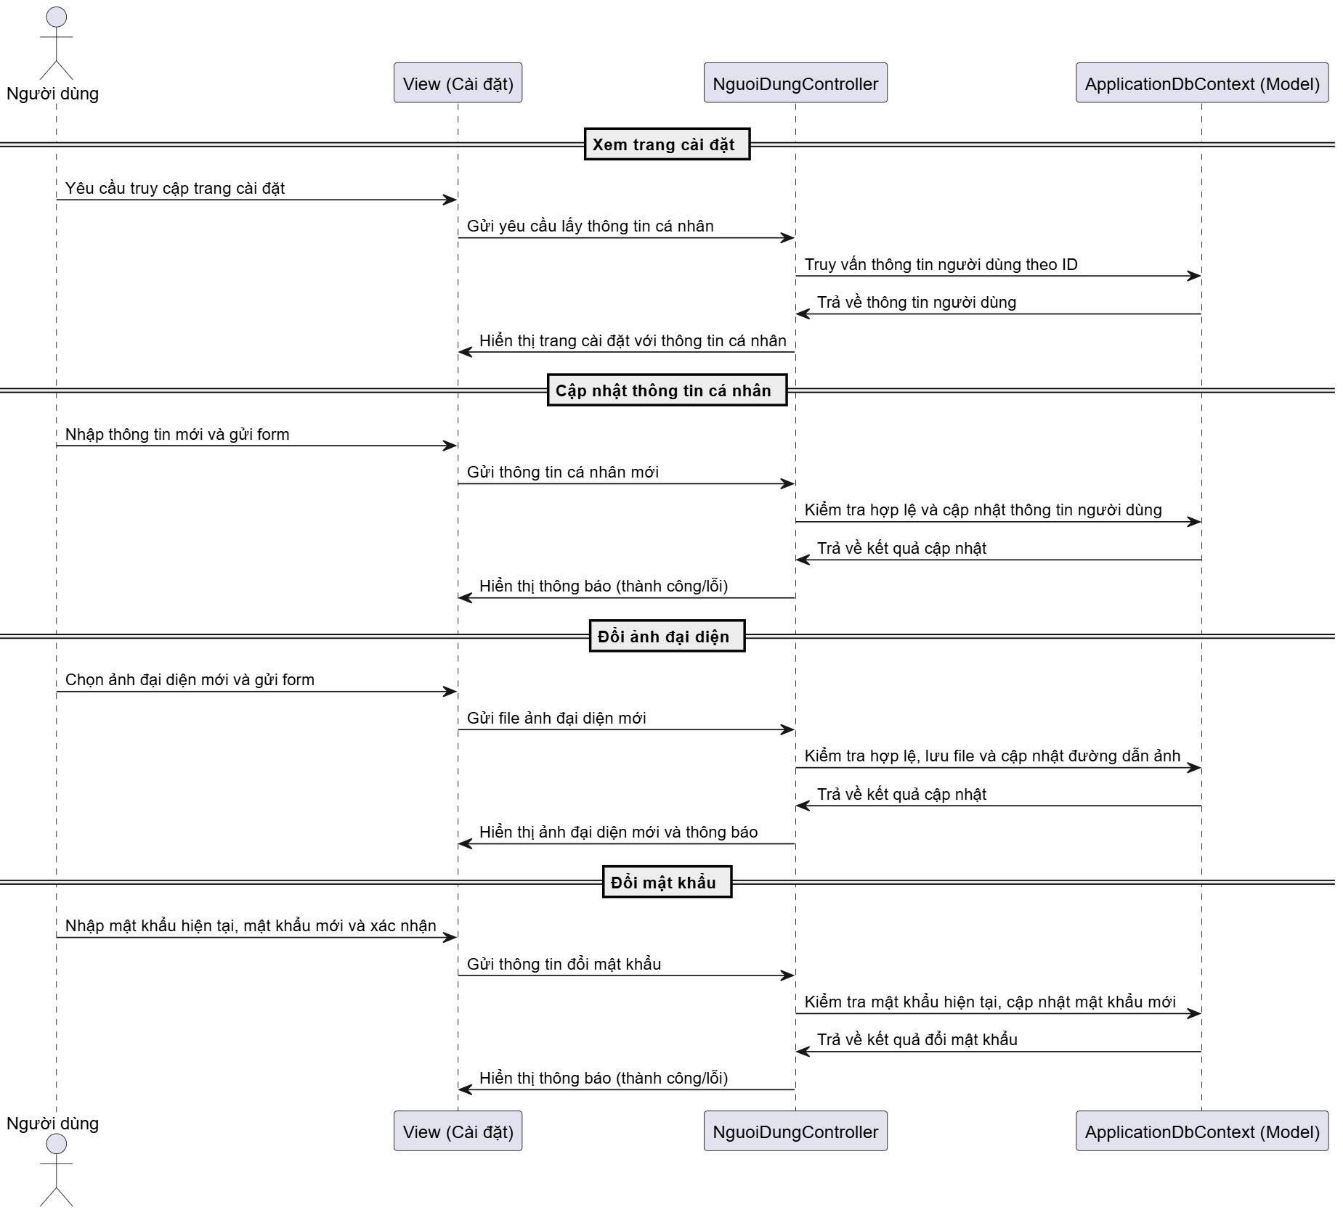 Người dùng
View (Cài đặt)
NguoiDungController
ApplicationDbContext (Model)
Xem trang cài đặt
Yêu cầu truy cập trang cài đặt
Gửi yêu cầu lấy thông tin cá nhân
Truy vấn thông tin người dùng theo ID
Trả về thông tin người dùng
Hiển thị trang cài đặt với thông tin cá nhân
Cập nhật thông tin cá nhân
Nhập thông tin mới và gửi form
Gửi thông tin cá nhân mới
Kiểm tra hợp lệ và cập nhật thông tin người dùng
Trả về kết quả cập nhật
Hiển thị thông báo (thành công/lỗi)
Đổi ảnh đại diện
Chọn ảnh đại diện mới và gửi form
Gửi file ảnh đại diện mới
Kiểm tra hợp lệ, lưu file và cập nhật đường dẫn ảnh
Trả về kết quả cập nhật
Hiển thị ảnh đại diện mới và thông báo
Đổi mật khẩu
Nhập mật khẩu hiện tại, mật khẩu mới và xác nhận
Gửi thông tin đổi mật khẩu
Kiểm tra mật khẩu hiện tại, cập nhật mật khẩu mới
Trả về kết quả đổi mật khẩu
Hiển thị thông báo (thành công/lỗi)
Người dùng
View (Cài đặt)
NguoiDungController
ApplicationDbContext (Model)